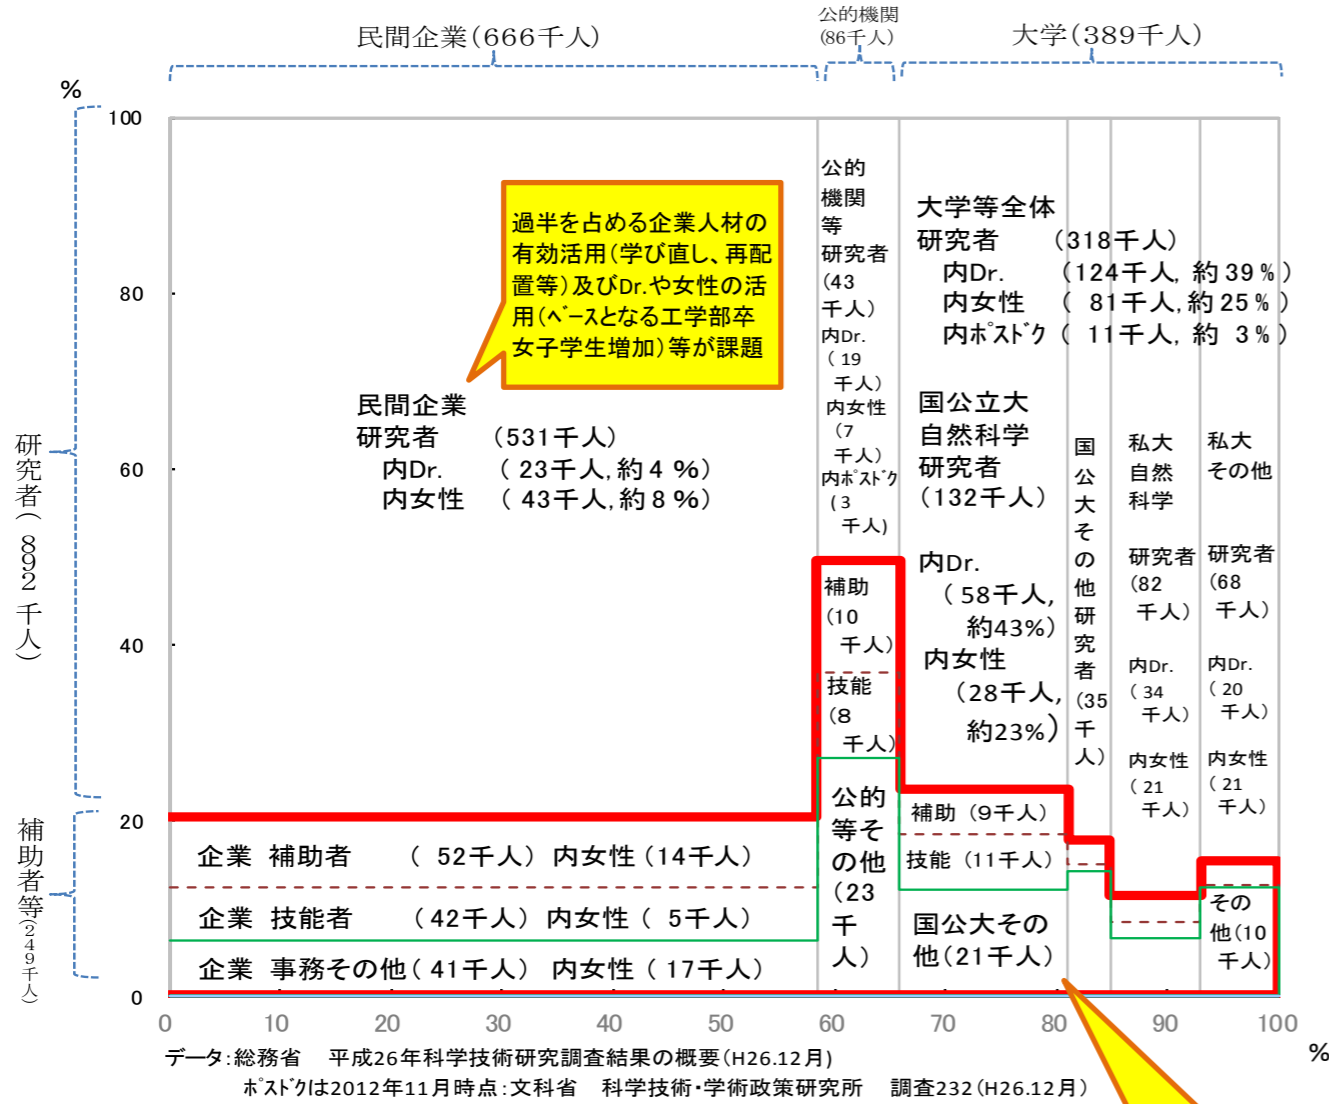 民間企業(666千人)
公的機関
(86千人)
大学(389千人)
%
100
80
60
40
20
0
研究者(892千人)
補助者等(249千人)
過半を占める企業人材の
有効活用(学び直し、再配
置等)及びDr.や女性の活
用(ベースとなる工学部卒
女子学生増加)等が課題
民間企業
研究者 (531千人)
内Dr. ( 23千人,約4 %)
内女性 ( 43千人,約8 %)
公的
機関
等
研究者
(43
千人)
内Dr.
( 19
千人)
内女性
(7
千人)
内ポスドク
(3
千人)
大学等全体
研究者 (318千人)
内Dr. (124千人, 約39%)
内女性 ( 81千人,約25%)
内ポスドク ( 11千人,約 3%)
国公立大
自然科学
研究者
(132千人)
内Dr.
(58千人,
約43%)
内女性
(28千人,
約23%)
国公大その他研究者(35千人)
私大
自然
科学
研究者
(82
千人)
内Dr.
( 34
千人)
内女性
( 21
千人)
私大
その他
研究者
(68
千人)
内Dr.
( 20
千人)
内女性
( 21
千人)
補助
(10
千人)
技能
(8
千人)
公的
等そ
の他
(23
千
人)
企業 補助者 ( 52千人) 内女性(14千人)
企業 技能者 (42千人) 内女性( 5千人)
企業 事務その他( 41千人) 内女性 ( 17千人)
補助 (9千人)
技能 (11千人)
国公大その
他(21千人)
その
他(10
千人)
0 10 20 30 40 50 60 70 80 90 100
%
データ:総務省 平成26年科学技術研究調査結果の概要(H26.12月)
ポスドクは2012年11月時点:文科省 科学技術・学術政策研究所 調査232(H26.12月)